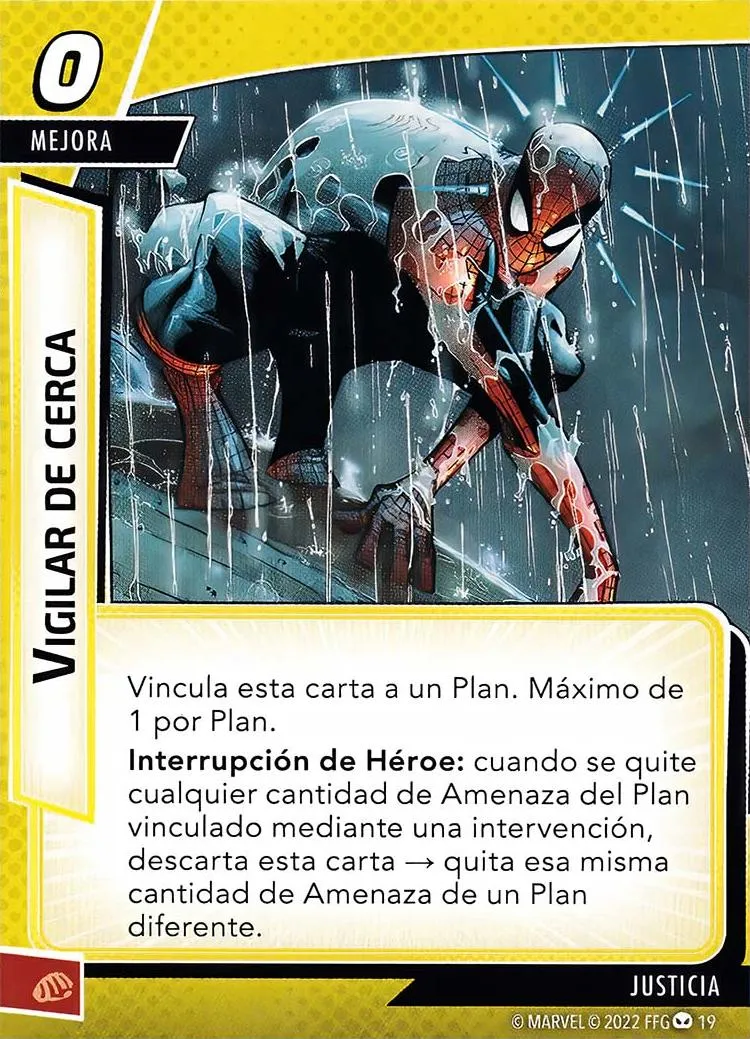 0
MEJORA
VIGILAR DE CERCA
Vincula esta carta a un Plan. Máximo de
1 por Plan.
Interrupción de Héroe: cuando se quite
cualquier cantidad de Amenaza del Plan
vinculado mediante una intervención,
descarta esta carta → quita esa misma
cantidad de Amenaza de un Plan
diferente.
JUSTICIA
© MARVEL © 2022 FFG 19